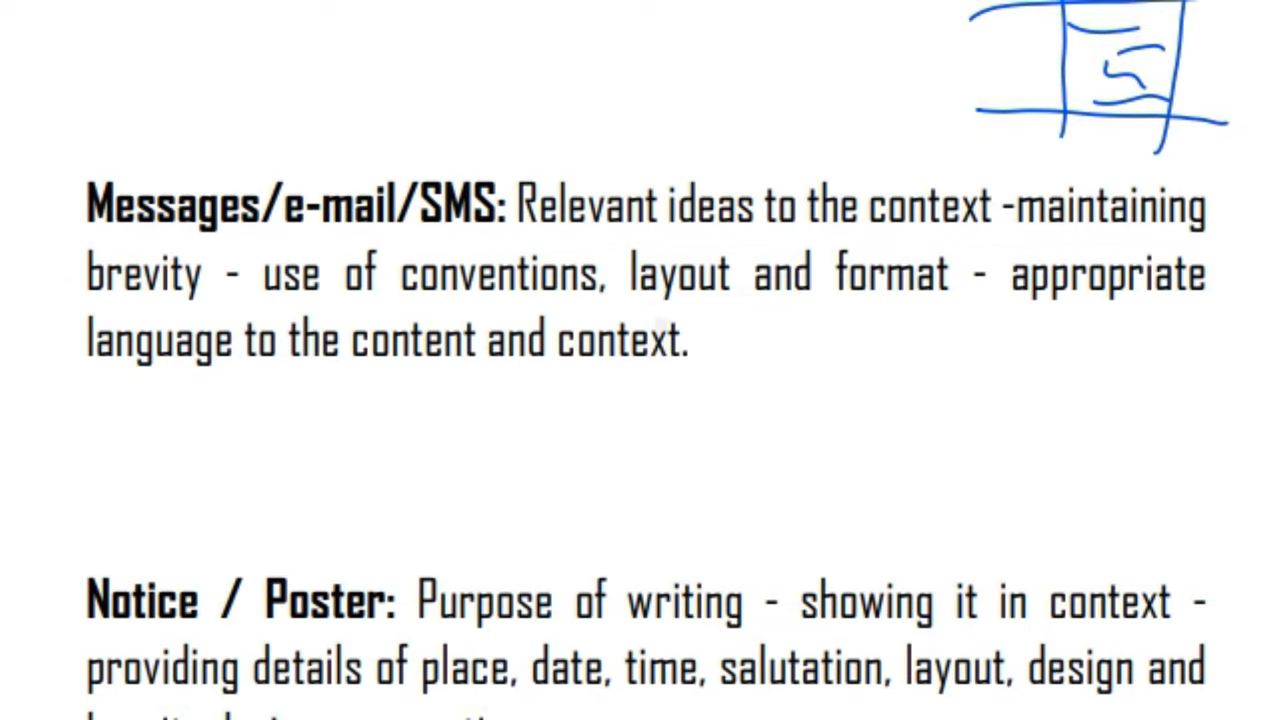 5
Messages/e-mail/SMS: Relevant ideas to the context -maintaining
brevity - use of conventions, layout and format - appropriate
language to the content and context.
Notice / Poster: Purpose of writing - showing it in context -
providing details of place, date, time, salutation, layout, design and